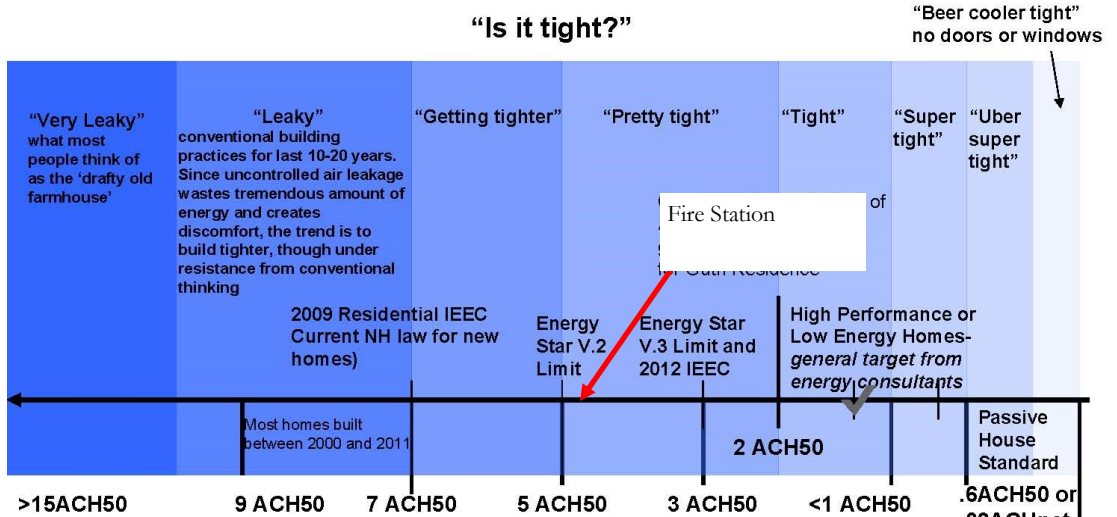 “Is it tight?”
“Beer cooler tight”
no doors or windows
“Very Leaky”
what most
people think of
as the ‘drafty old
farmhouse’
“Leaky”
conventional building
practices for last 10-20 years.
Since uncontrolled air leakage
wastes tremendous amount of
energy and creates
discomfort, the trend is to
build tighter, though under
resistance from conventional
thinking
“Getting tighter”
“Pretty tight”
“Tight”
“Super
tight”
“Uber
super
tight”
of
Fire Station
for Guth Residence
2009 Residential IEEC
Current NH law for new
homes)
Energy
Star V.2
Limit
Energy Star
V.3 Limit and
2012 IEEC
High Performance or
Low Energy Homes-
general target from
energy consultants
Most homes built
between 2000 and 2011
2 ACH50
Passive
House
Standard
>15ACH50
9 ACH50
7 ACH50
5 ACH50
3 ACH50
<1 ACH50
.6ACH50 or